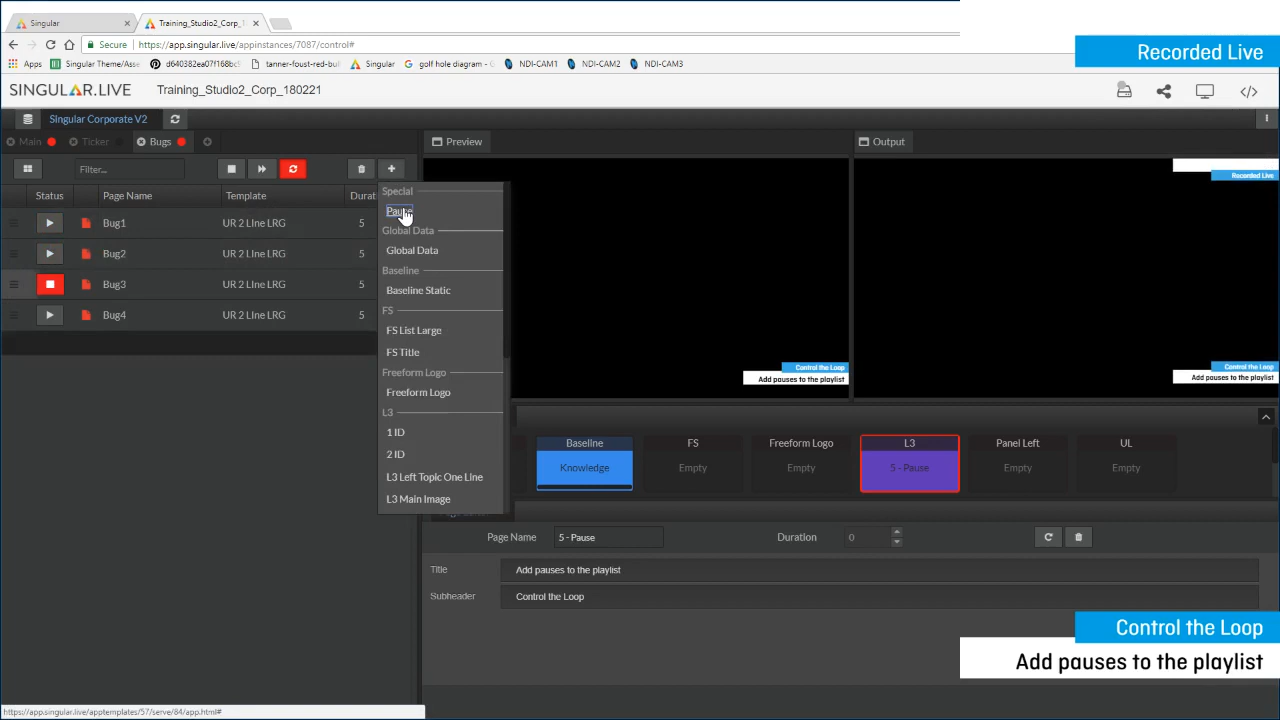 Singular
Training_Studio2_Corp_1
Secure
https://app.singular.live/appinstances/7087/control#
Apps
Singular Theme/Asse
d640382ea07f168bc
tanner-foust-red-bul
Singular
golf hole diagram - G
NDI-CAM1
NDI-CAM2
NDI-CAM3
Recorded Live
SINGULAR.LIVE
Training_Studio2_Corp_180221
Singular Corporate V2
Main
Ticker
Bugs
Preview
Output
Filter...
Status
Page Name
Template
Durat
Bug1
UR 2 LIne LRG
5
Bug2
UR 2 LIne LRG
5
Bug3
UR 2 LIne LRG
5
Bug4
UR 2 LIne LRG
5
Special
Pause
Global Data
Global Data
Baseline
Baseline Static
FS
FS List Large
FS Title
Freeform Logo
Freeform Logo
L3
1 ID
2 ID
L3 Left Topic One LIne
L3 Main Image
Control the Loop
Add pauses to the playlist
Recorded Live
Control the Loop
Add pauses to the playlist
Baseline
Knowledge
FS
Empty
Freeform Logo
Empty
L3
5 - Pause
Panel Left
Empty
UL
Empty
Page Name
5 - Pause
Duration
0
Title
Add pauses to the playlist
Subheader
Control the Loop
Control the Loop
Add pauses to the playlist
https://app.singular.live/apptemplates/57/serve/84/app.html#